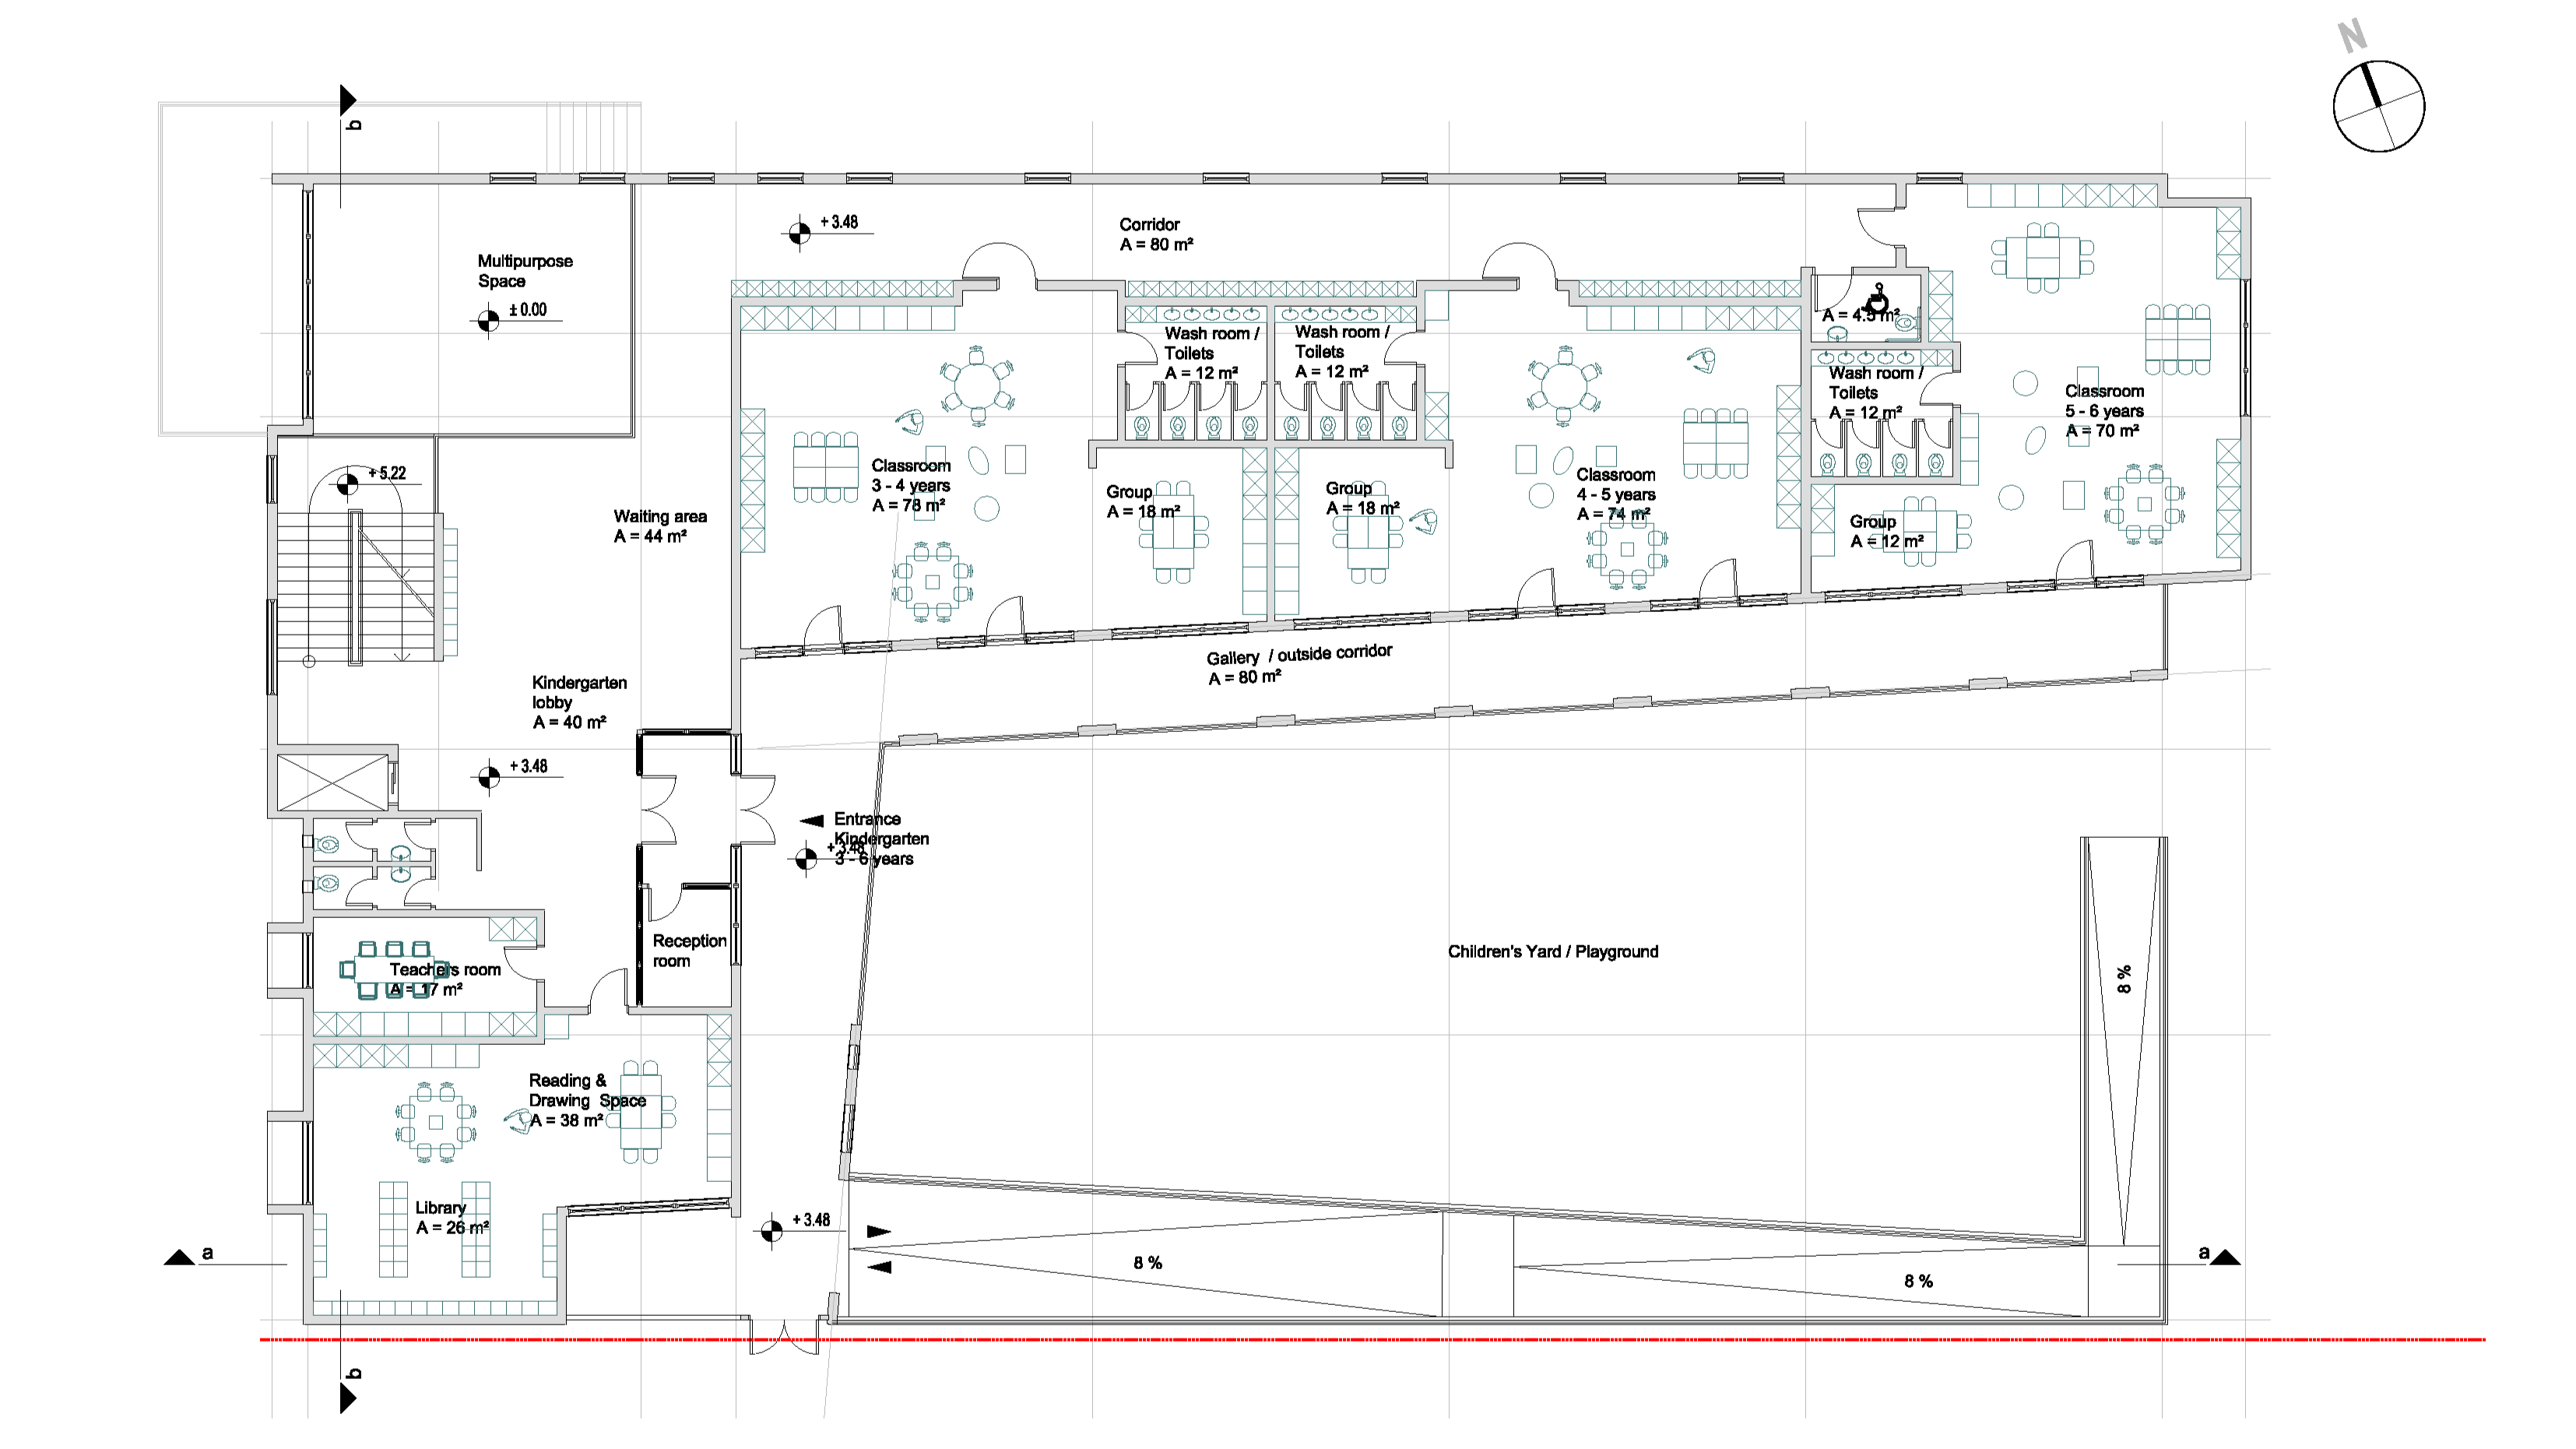 N
b
+ 3.48
Corridor
A = 80 m²
Multipurpose
Space
± 0.00
A = 4.5 m²
Wash room /
Toilets
A = 12 m²
Wash room /
Toilets
A = 12 m²
Wash room /
Toilets
A = 12 m²
Classroom
5 - 6 years
A = 70 m²
+ 5.22
Classroom
3 - 4 years
A = 78 m²
Group
A = 18 m²
Group
A = 18 m²
Classroom
4 - 5 years
A = 74 m²
Group
A = 12 m²
Waiting area
A = 44 m²
Gallery / outside corridor
A = 80 m²
Kindergarten
lobby
A = 40 m²
+ 3.48
Entrance
Kindergarten
3 - 6 years
+ 3.48
Reception
room
Children's Yard / Playground
Teachers room
A = 17 m²
8 %
Reading &
Drawing Space
A = 38 m²
Library
A = 26 m²
+ 3.48
a
8 %
8 %
a
b